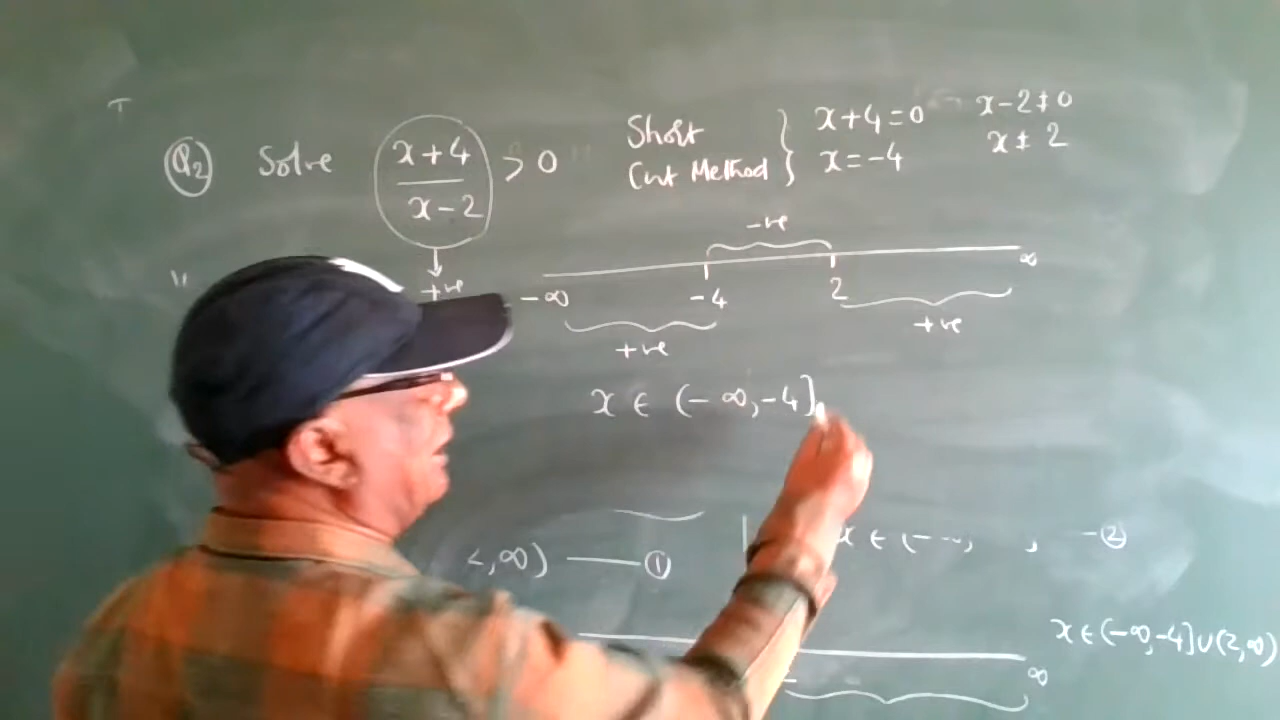 Q2 Solve x+4 / x-2 > 0
+ve
Short Cut Method } x+4=0 x-2≠0
x=-4 x≠2
-ve
-∞ -4 2 ∞
+ve +ve
x ∈ (-∞,-4]
,∞) —— ①
x ∈ (-∞, , -②
x ∈ (-∞,-4]∪(2,∞)
∞